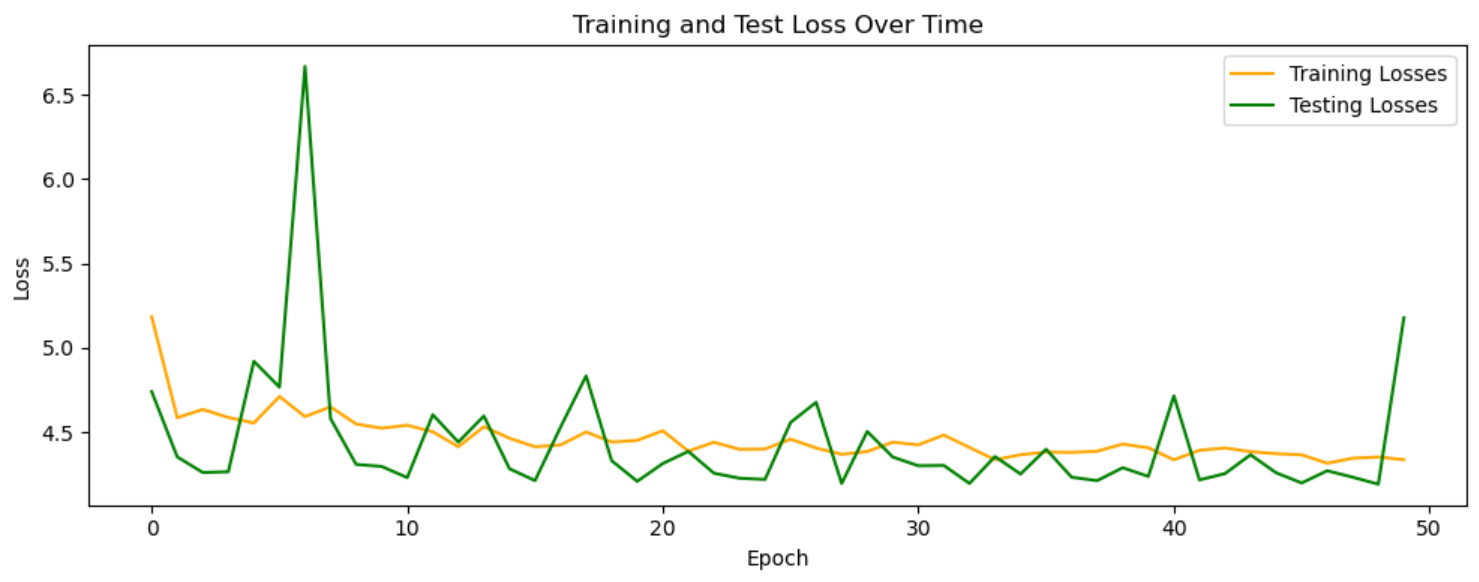 Training and Test Loss Over Time
Training Losses
Testing Losses
Loss
6.5
6.0
5.5
5.0
4.5
0 10 20 30 40 50
Epoch